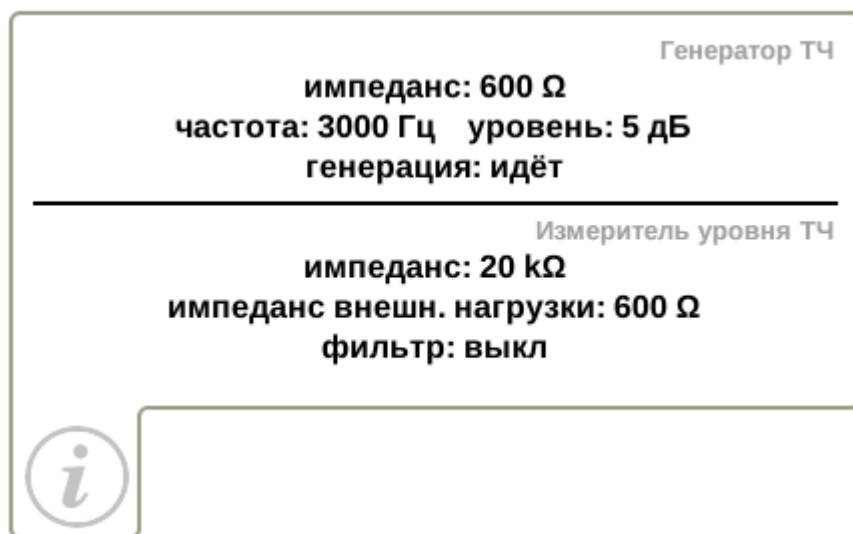 Генератор ТЧ
импеданс: 600 Ω
частота: 3000 Гц уровень: 5 дБ
генерация: идёт
Измеритель уровня ТЧ
импеданс: 20 kΩ
импеданс внешн. нагрузки: 600 Ω
фильтр: выкл
i